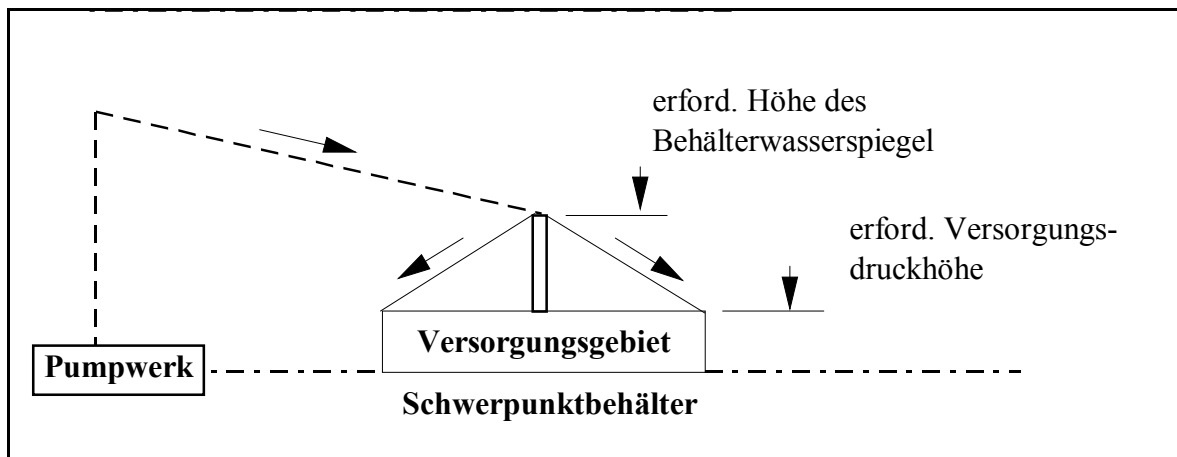 erford. Höhe des
Behälterwasserspiegel
erford. Versorgungs-
druckhöhe
Versorgungsgebiet
Pumpwerk
Schwerpunktbehälter